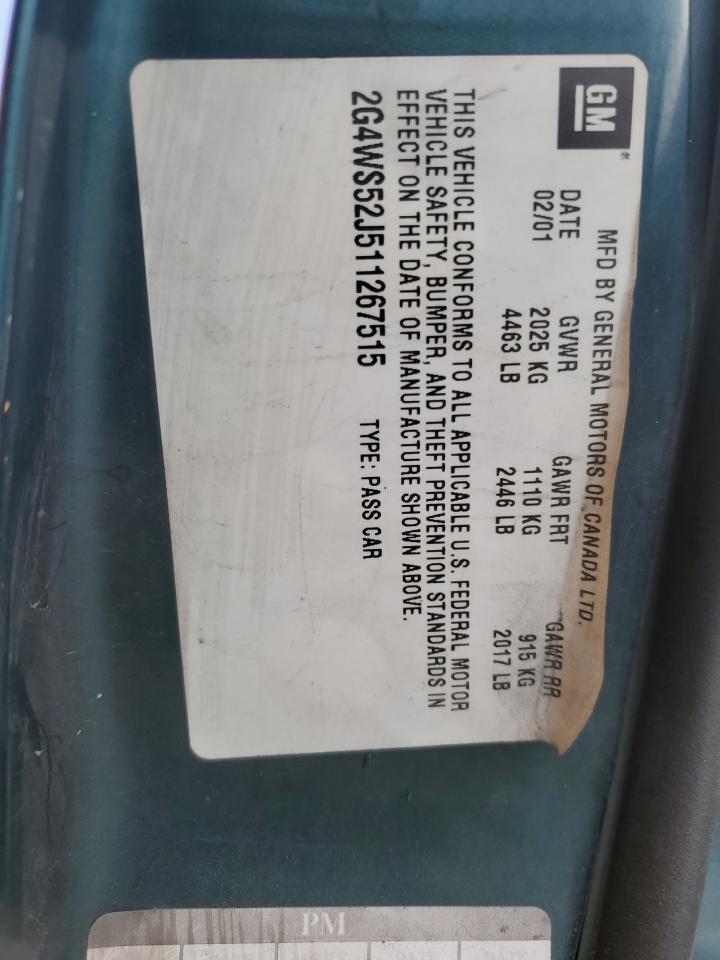 GM®
MFD BY GENERAL MOTORS OF CANADA LTD.
DATE GVWR GAWR FRT GAWR RR
02/01 2025 KG 1110 KG 915 KG
4463 LB 2446 LB 2017 LB
THIS VEHICLE CONFORMS TO ALL APPLICABLE U.S. FEDERAL MOTOR
VEHICLE SAFETY, BUMPER, AND THEFT PREVENTION STANDARDS IN
EFFECT ON THE DATE OF MANUFACTURE SHOWN ABOVE.
2G4WS52J511267515 TYPE: PASS CAR
PM